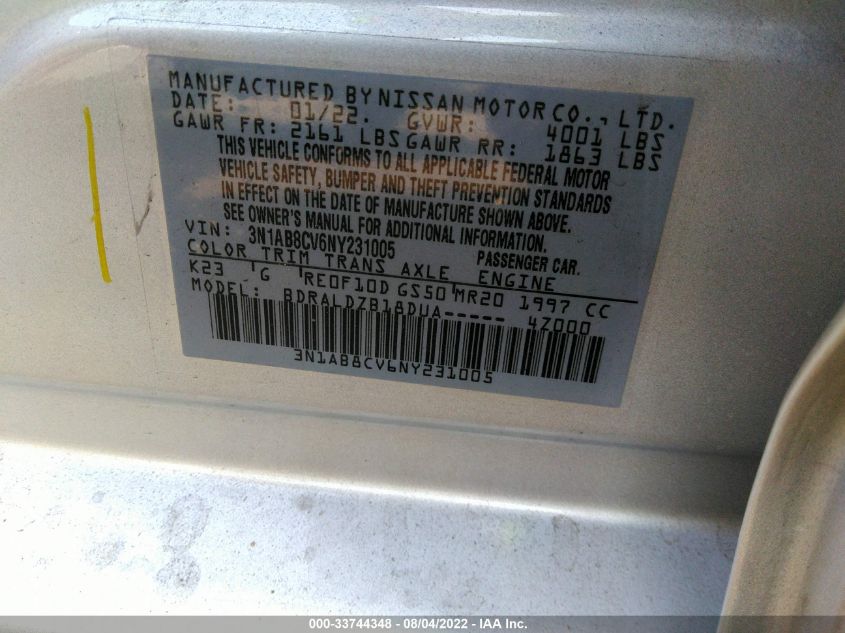 MANUFACTURED BY NISSAN MOTOR CO., LTD.
DATE: 01/22. GVWR: 4001 LBS
GAWR FR: 2161 LBS GAWR RR: 1863 LBS
THIS VEHICLE CONFORMS TO ALL APPLICABLE FEDERAL MOTOR
VEHICLE SAFETY, BUMPER AND THEFT PREVENTION STANDARDS
IN EFFECT ON THE DATE OF MANUFACTURE SHOWN ABOVE.
SEE OWNER'S MANUAL FOR ADDITIONAL INFORMATION.
VIN: 3N1AB8CV6NY231005 PASSENGER CAR.
COLOR TRIM TRANS AXLE ENGINE
K23 G RE0F10D GS50 MR20 1997 CC
MODEL: BDRALDZB18DUA----- 4Z000
3N1AB8CV6NY231005
000-33744348 - 08/04/2022 - IAA Inc.